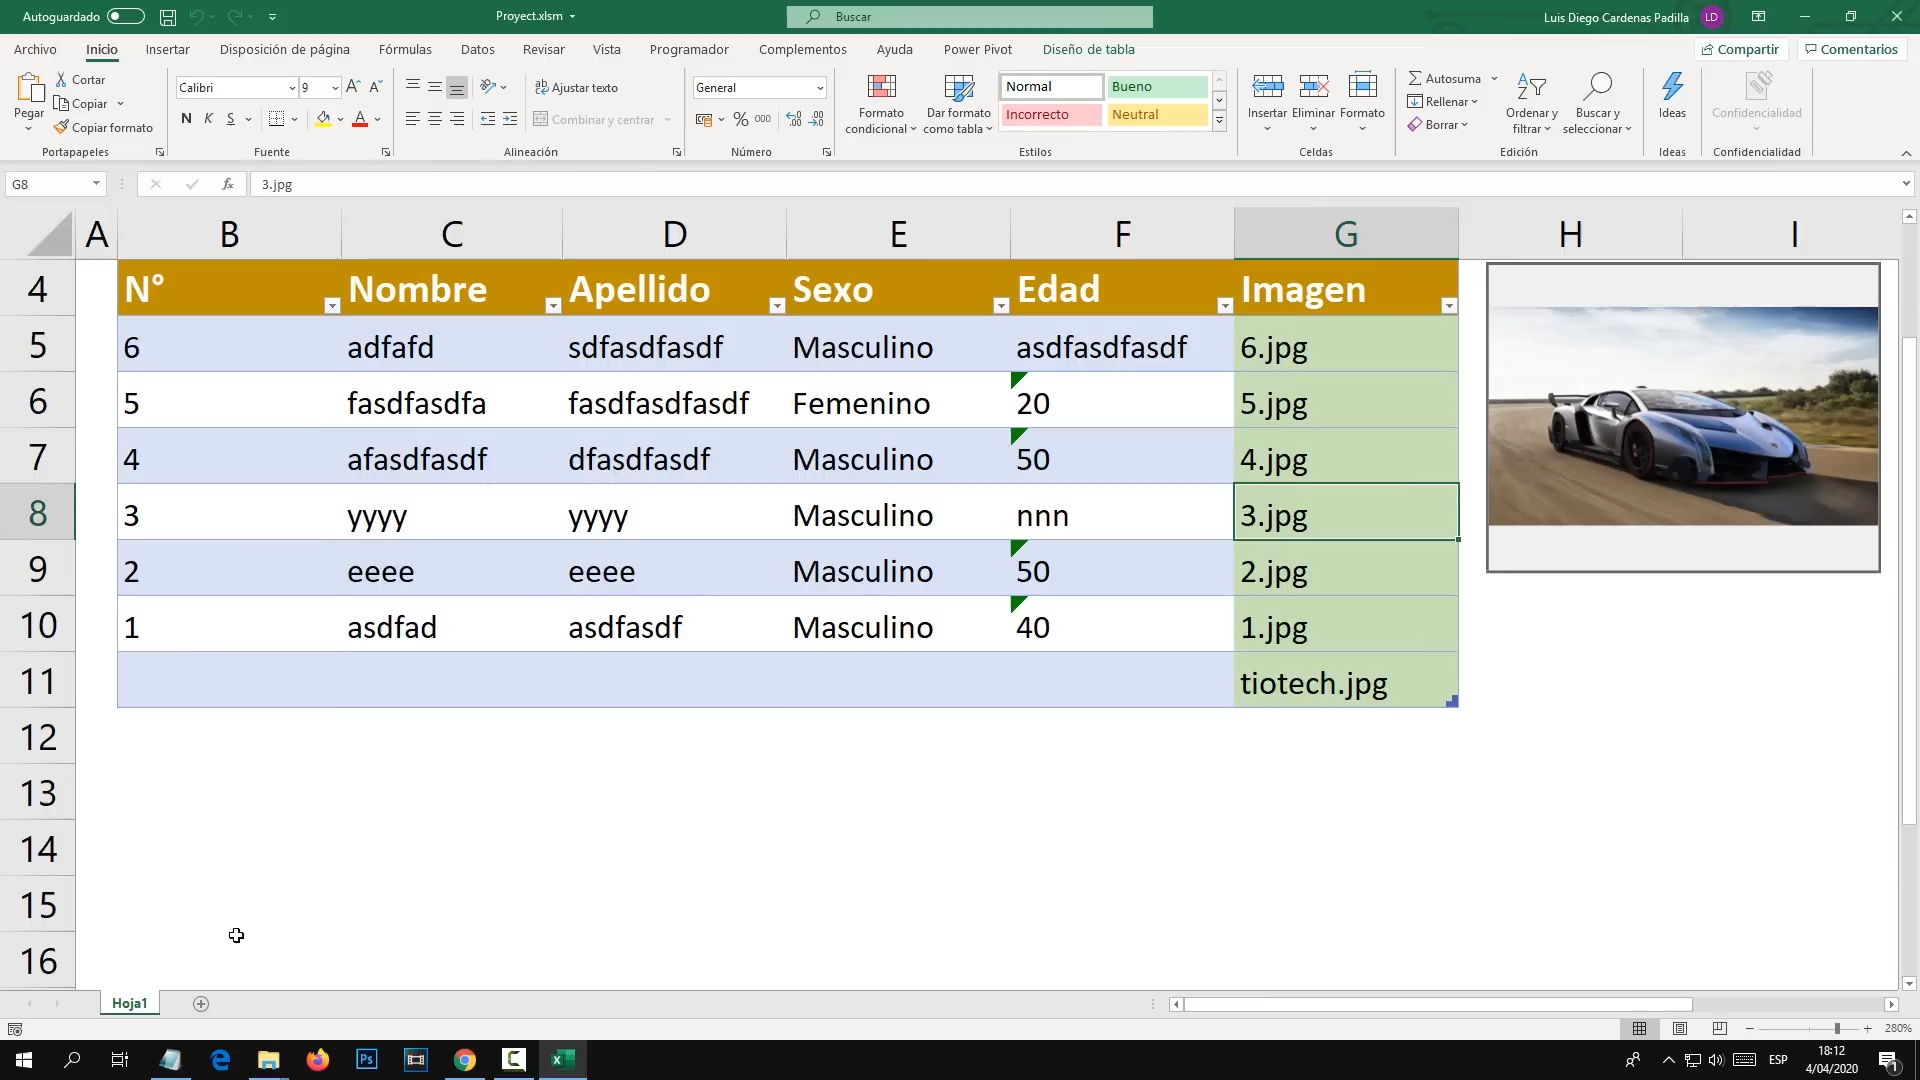 Autoguardado
Proyect.xlsm
Buscar
Luis Diego Cardenas Padilla LD
Archivo Inicio Insertar Disposición de página Fórmulas Datos Revisar Vista Programador Complementos Ayuda Power Pivot Diseño de tabla Compartir Comentarios
Pegar
Cortar
Copiar
Copiar formato
Portapapeles
Calibri 9
N K S
Fuente
Ajustar texto
Combinar y centrar
Alineación
General
% 000
Número
Formato condicional
Dar formato como tabla
Normal Bueno
Incorrecto Neutral
Estilos
Insertar Eliminar Formato
Celdas
Autosuma
Rellenar
Borrar
Ordenar y filtrar
Buscar y seleccionar
Edición
Ideas
Ideas
Confidencialidad
Confidencialidad
G8 fx 3.jpg
A B C D E F G H I
4 N° Nombre Apellido Sexo Edad Imagen
5 6 adfafd sdfasdfasdf Masculino asdfasdfasdf 6.jpg
6 5 fasdfasdfa fasdfasdfasdf Femenino 20 5.jpg
7 4 afasdfasdf dfasdfasdf Masculino 50 4.jpg
8 3 yyyy yyyy Masculino nnn 3.jpg
9 2 eeee eeee Masculino 50 2.jpg
10 1 asdfad asdfasdf Masculino 40 1.jpg
11 tiotech.jpg
12
13
14
15
16
Hoja1
280%
Ps
ESP
18:12
4/04/2020
1